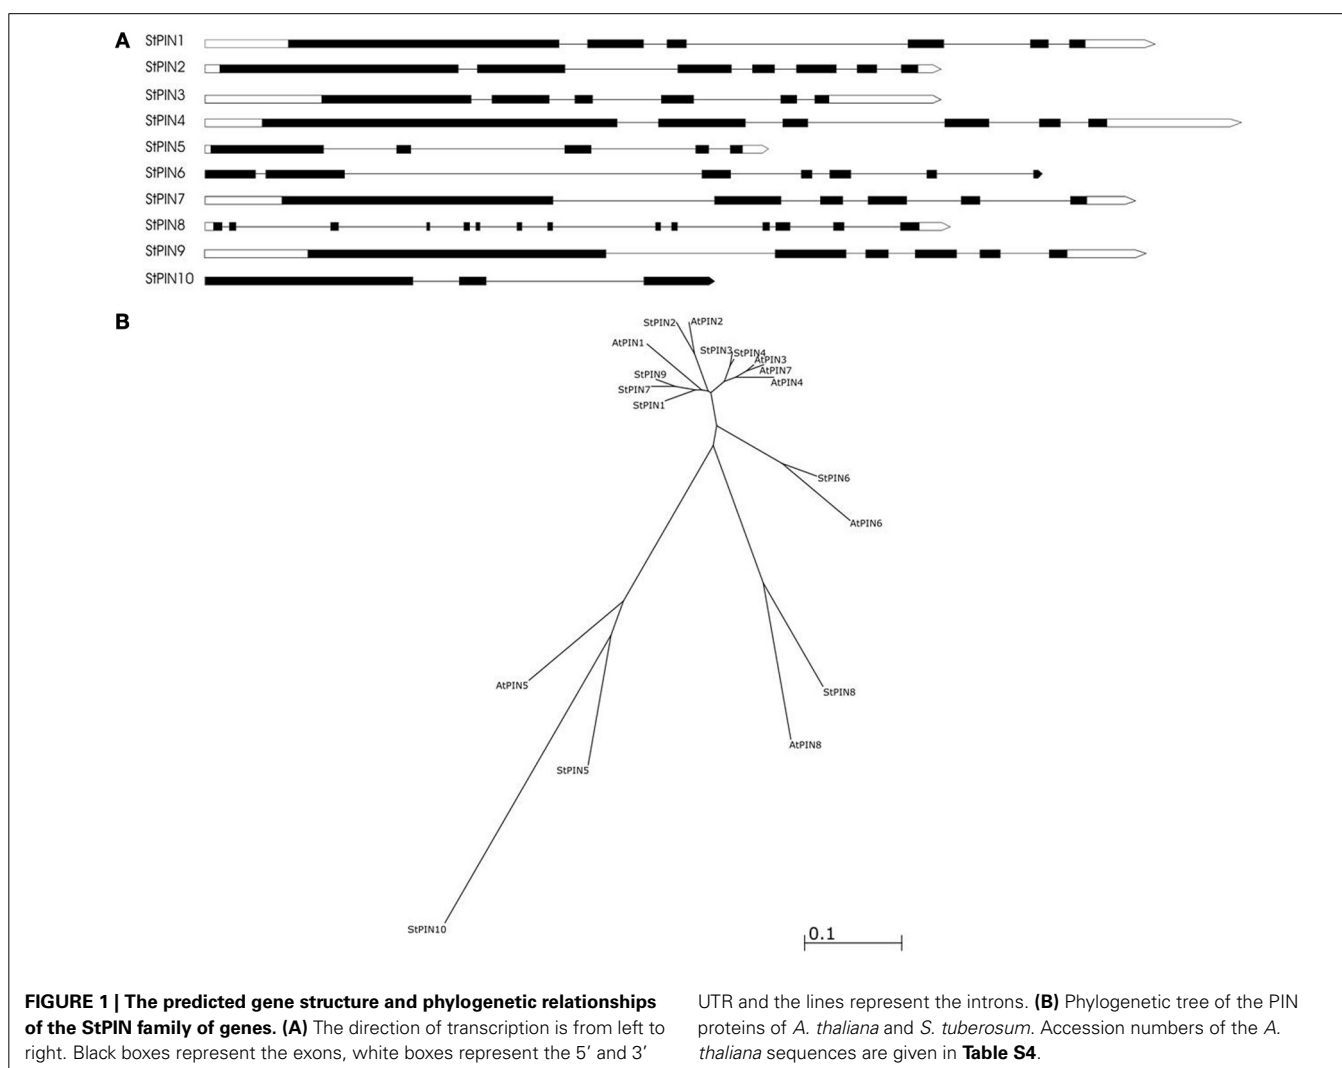 A
StPIN1
StPIN2
StPIN3
StPIN4
StPIN5
StPIN6
StPIN7
StPIN8
StPIN9
StPIN10
B
StPIN2
AtPIN2
AtPIN1
StPIN3
StPIN4
AtPIN3
AtPIN7
AtPIN4
StPIN9
StPIN7
StPIN1
StPIN6
AtPIN6
AtPIN5
StPIN8
AtPIN8
StPIN5
StPIN10
0.1
FIGURE 1 | The predicted gene structure and phylogenetic relationships
of the StPIN family of genes. (A) The direction of transcription is from left to
right. Black boxes represent the exons, white boxes represent the 5′ and 3′
UTR and the lines represent the introns. (B) Phylogenetic tree of the PIN
proteins of A. thaliana and S. tuberosum. Accession numbers of the A.
thaliana sequences are given in Table S4.